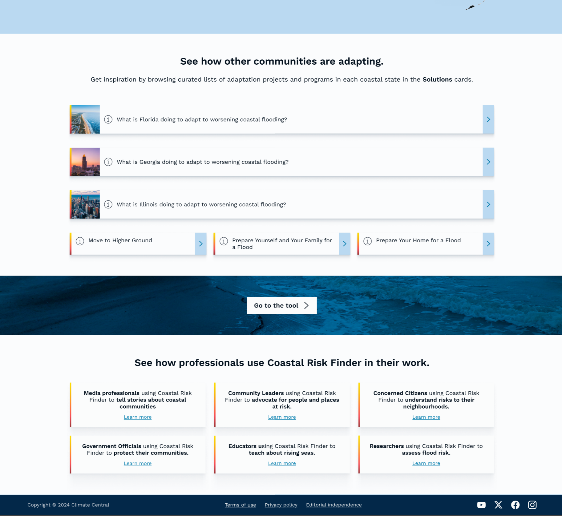 See how other communities are adapting.
Get inspiration by browsing curated lists of adaptation projects and programs in each coastal state in the Solutions cards.
What is Florida doing to adapt to worsening coastal flooding?
What is Georgia doing to adapt to worsening coastal flooding?
What is Illinois doing to adapt to worsening coastal flooding?
Move to Higher Ground
Prepare Yourself and Your Family for
a Flood
Prepare Your Home for a Flood
Go to the tool
See how professionals use Coastal Risk Finder in their work.
Media professionals using Coastal Risk
Finder to tell stories about coastal
communities
Learn more
Community Leaders using Coastal Risk
Finder to advocate for people and places
at risk.
Learn more
Concerned Citizens using Coastal Risk
Finder to understand risks to their
neighbourhoods.
Learn more
Government Officials using Coastal Risk
Finder to protect their communities.
Learn more
Educators using Coastal Risk Finder to
teach about rising seas.
Learn more
Researchers using Coastal Risk Finder to
assess flood risk.
Learn more
Copyright © 2024 Climate Central
Terms of use
Privacy policy
Editorial independence